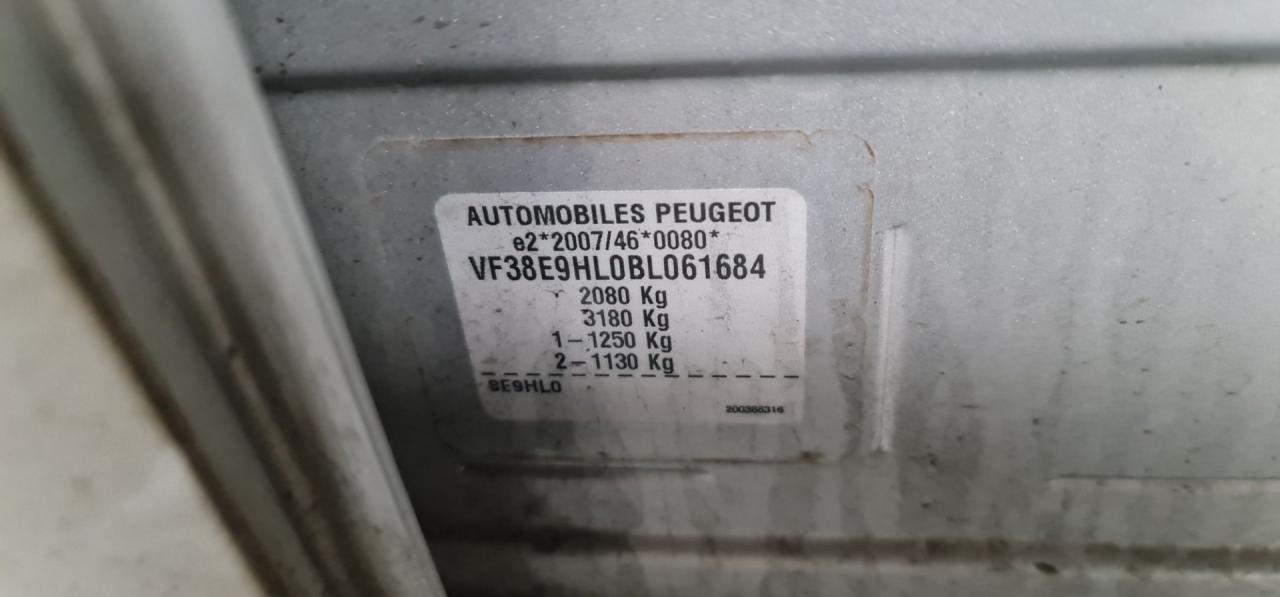 AUTOMOBILES PEUGEOT
e2*2007/46*0080*
VF38E9HL0BL061684
2080 Kg
3180 Kg
1-1250 Kg
2-1130 Kg
8E9HL0